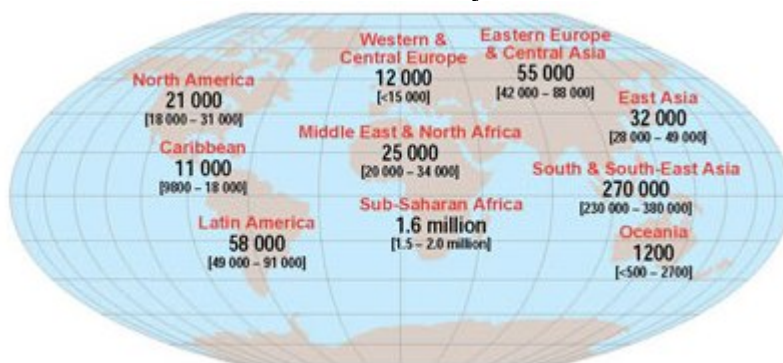 Western &
Central Europe
12 000
[<15 000]
Eastern Europe
& Central Asia
55 000
[42 000 – 88 000]
North America
21 000
[18 000 – 31 000]
East Asia
32 000
[28 000 – 49 000]
Caribbean
11 000
[9800 – 18 000]
Middle East & North Africa
25 000
[20 000 – 34 000]
South & South-East Asia
270 000
[230 000 – 380 000]
Sub-Saharan Africa
1.6 million
[1.5 – 2.0 million]
Latin America
58 000
[49 000 – 91 000]
Oceania
1200
[<500 – 2700]